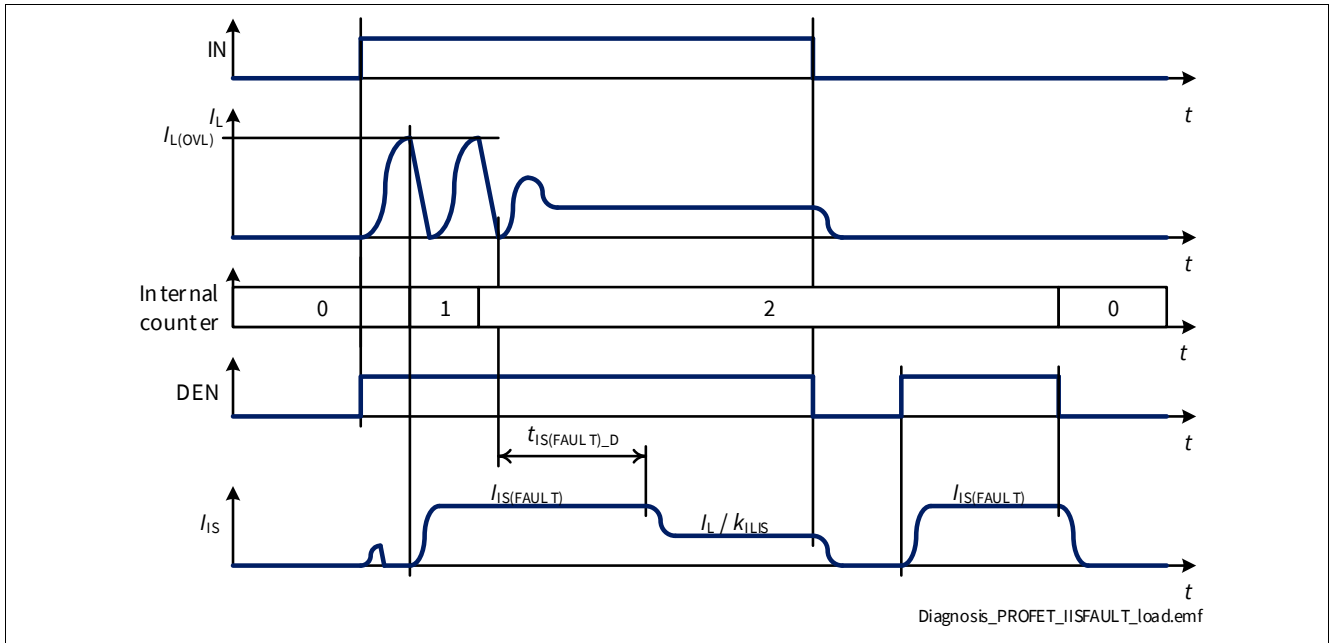 IN
t
I_L
I_L(OVL)
t
Internal
counter
0 1 2 0
t
DEN
t
t_IS(FAULT)_D
I_IS(FAULT) I_IS(FAULT)
I_IS
I_L / k_ILIS
t
Diagnosis_PROFET_IISFAULT_load.emf